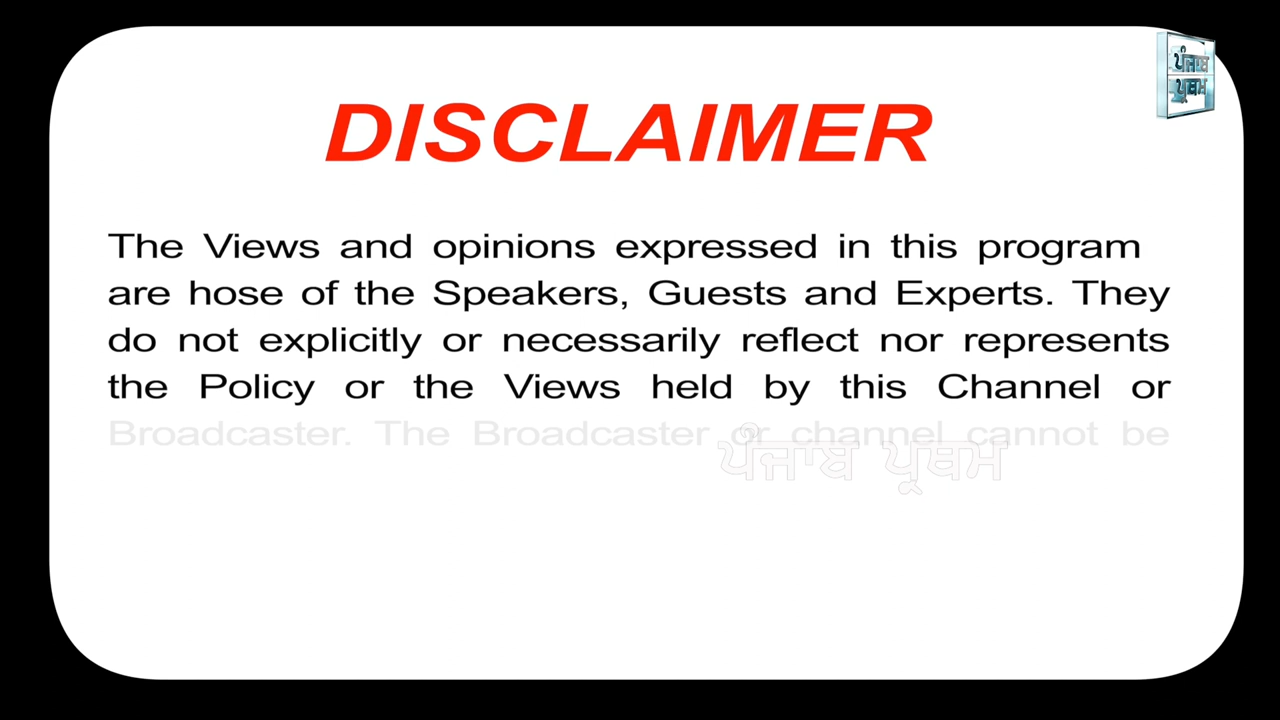 ਪੰਜਾਬ
ਪ੍ਰਥਮ
DISCLAIMER
The Views and opinions expressed in this program
are hose of the Speakers, Guests and Experts. They
do not explicitly or necessarily reflect nor represents
the Policy or the Views held by this Channel or
Broadcaster. The Broadcaster or channel cannot be
ਪੰਜਾਬ ਪ੍ਰਥਮ